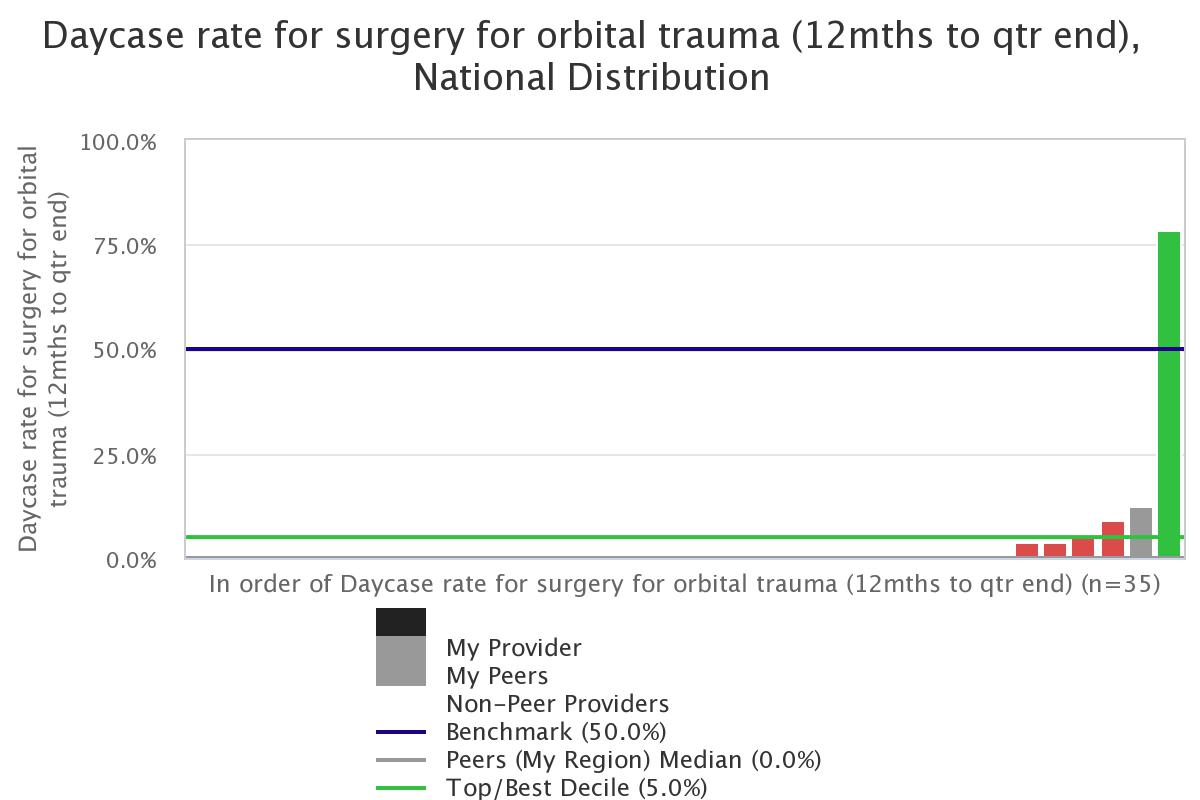 Daycase rate for surgery for orbital trauma (12mths to qtr end),
National Distribution
Daycase rate for surgery for orbital
trauma (12mths to qtr end)
100.0%
75.0%
50.0%
25.0%
0.0%
In order of Daycase rate for surgery for orbital trauma (12mths to qtr end) (n=35)
My Provider
My Peers
Non-Peer Providers
Benchmark (50.0%)
Peers (My Region) Median (0.0%)
Top/Best Decile (5.0%)